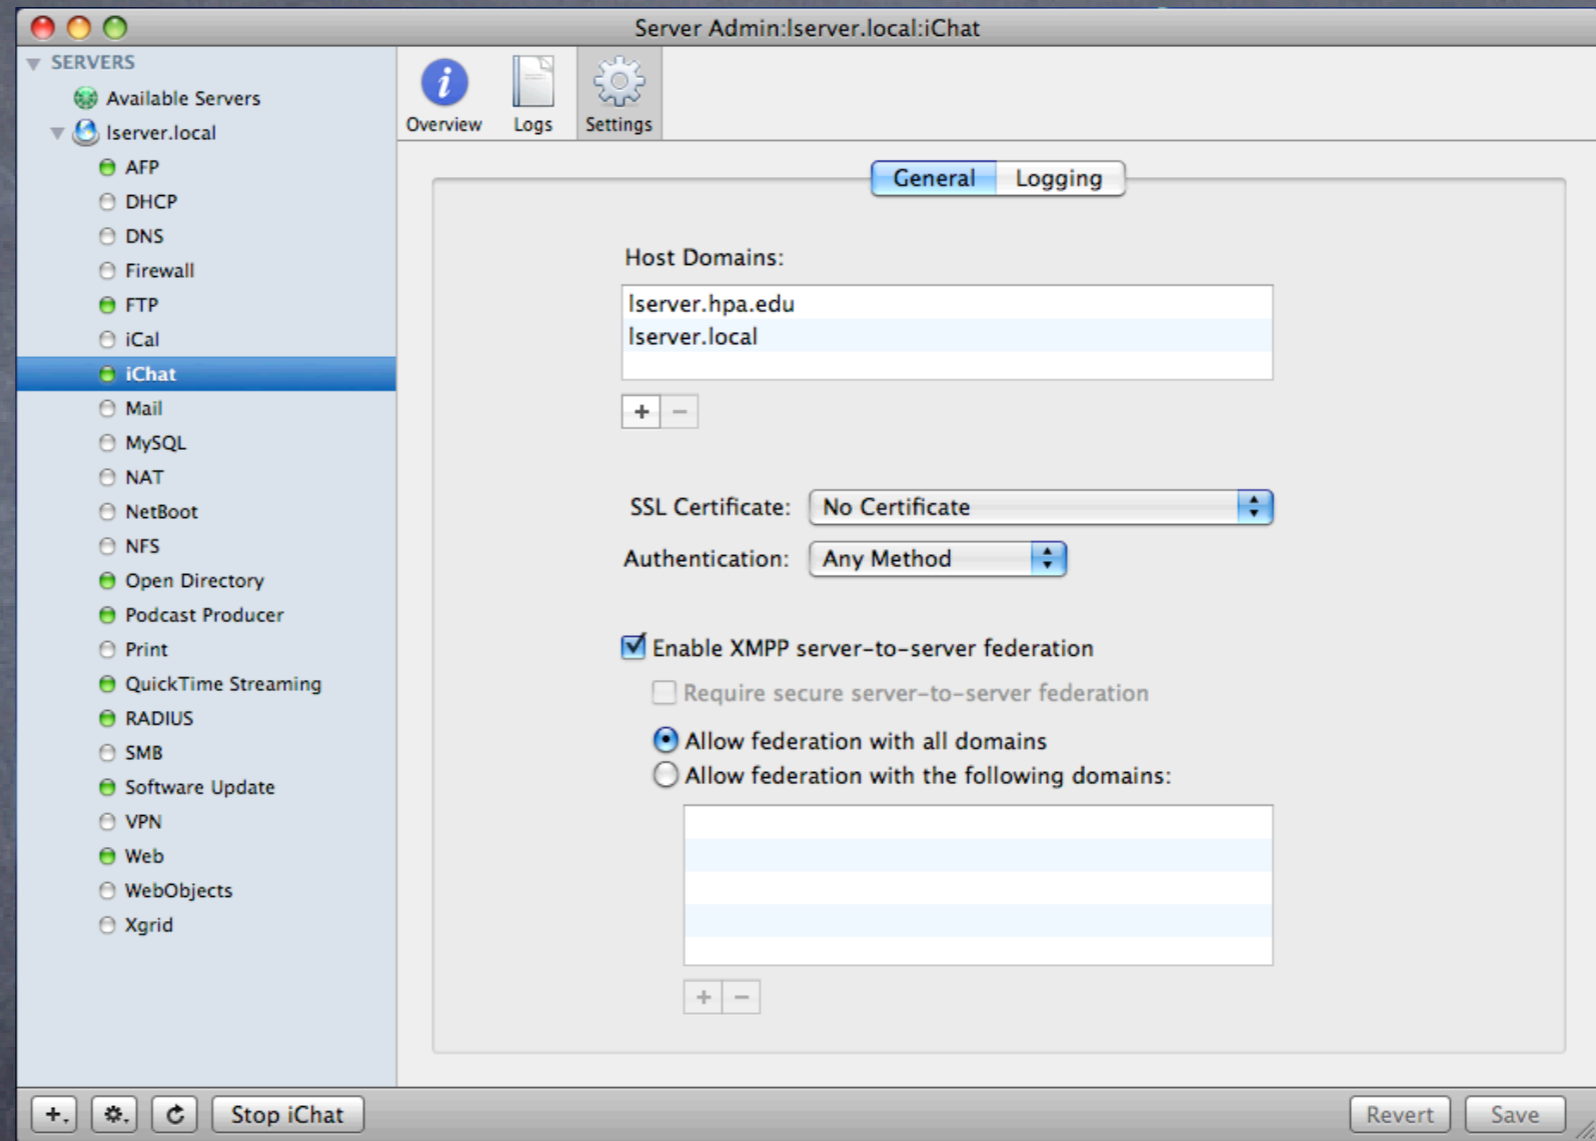 Server Admin:lserver.local:iChat
SERVERS
Available Servers
lserver.local
AFP
DHCP
DNS
Firewall
FTP
iCal
iChat
Mail
MySQL
NAT
NetBoot
NFS
Open Directory
Podcast Producer
Print
QuickTime Streaming
RADIUS
SMB
Software Update
VPN
Web
WebObjects
Xgrid
Overview
Logs
Settings
General
Logging
Host Domains:
lserver.hpa.edu
lserver.local
SSL Certificate: No Certificate
Authentication: Any Method
Enable XMPP server-to-server federation
Require secure server-to-server federation
Allow federation with all domains
Allow federation with the following domains:
Stop iChat
Revert
Save